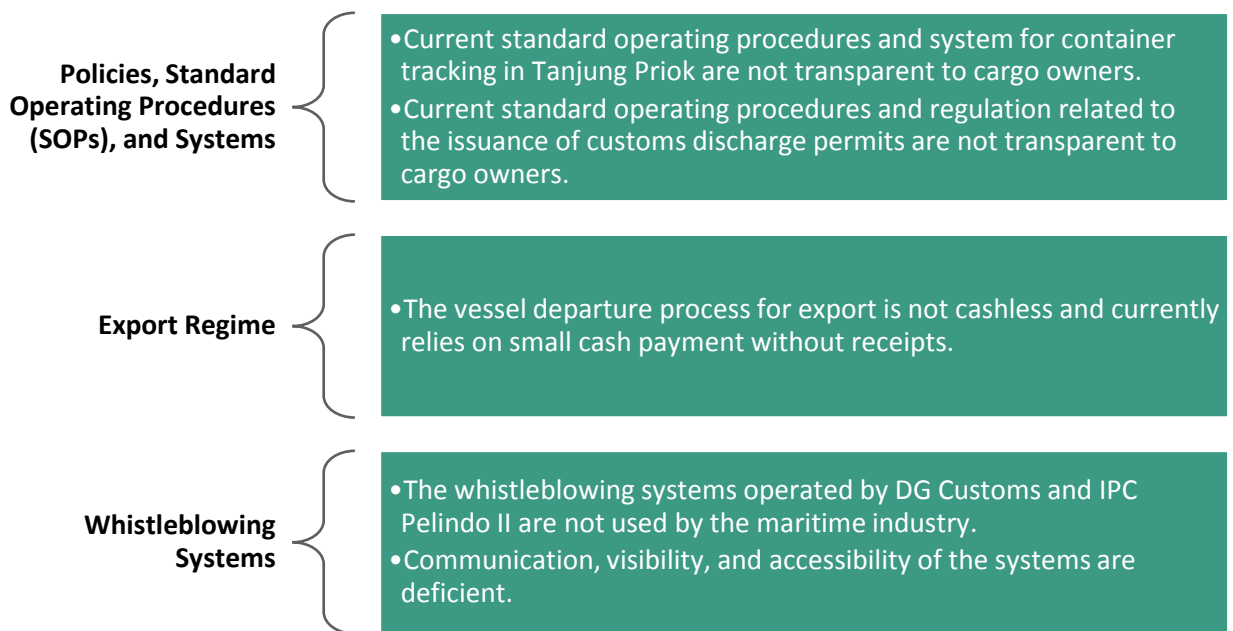 Policies, Standard
Operating Procedures
(SOPs), and Systems
•Current standard operating procedures and system for container
tracking in Tanjung Priok are not transparent to cargo owners.
•Current standard operating procedures and regulation related to
the issuance of customs discharge permits are not transparent to
cargo owners.
Export Regime
•The vessel departure process for export is not cashless and currently
relies on small cash payment without receipts.
Whistleblowing
Systems
•The whistleblowing systems operated by DG Customs and IPC
Pelindo II are not used by the maritime industry.
•Communication, visibility, and accessibility of the systems are
deficient.